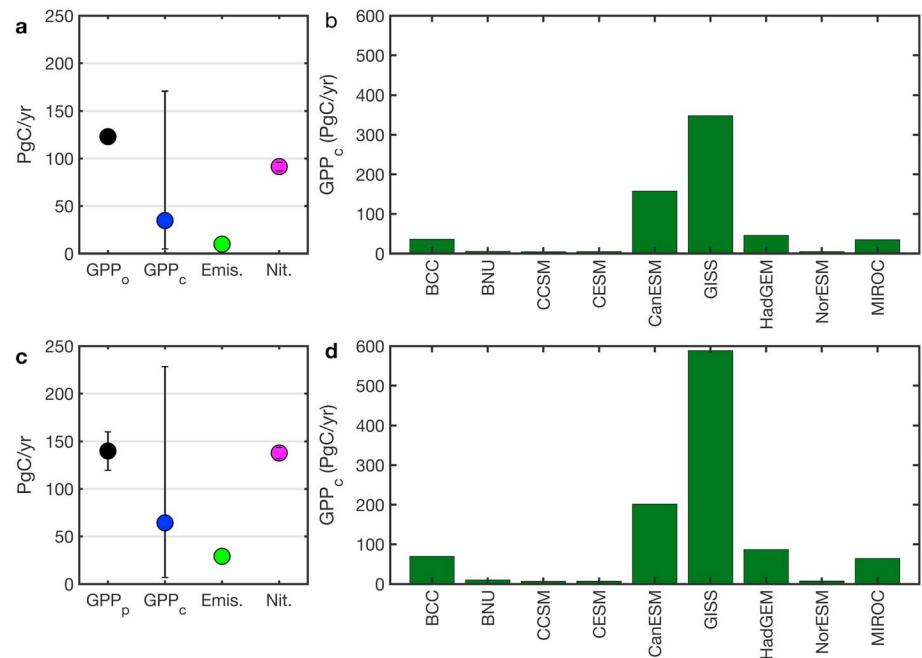 a
250
200
150
100
50
0
PgC/yr
GPPo GPPc Emis. Nit.
b
600
500
400
300
200
100
0
GPPc (PgC/yr)
BCC BNU CCSM CESM CanESM GISS HadGEM NorESM MIROC
c
250
200
150
100
50
0
PgC/yr
GPPp GPPc Emis. Nit.
d
600
500
400
300
200
100
0
GPPc (PgC/yr)
BCC BNU CCSM CESM CanESM GISS HadGEM NorESM MIROC